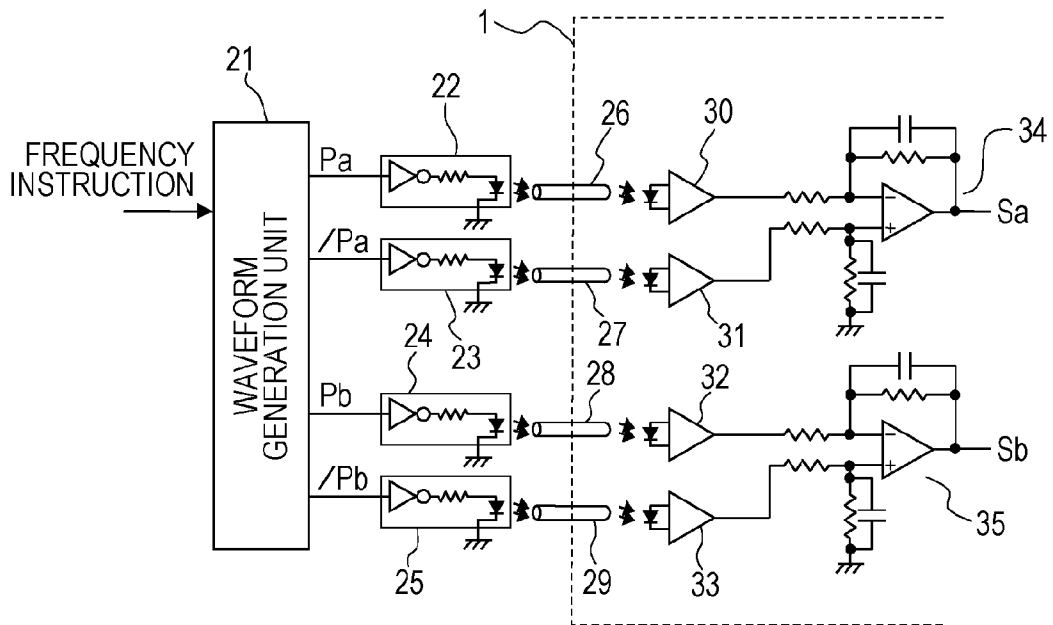 1
21
22
26
30
34
FREQUENCY
INSTRUCTION
WAVEFORM
GENERATION UNIT
Pa
/Pa
Pb
/Pb
−
+
Sa
23
27
31
24
28
32
−
+
Sb
25
29
33
35